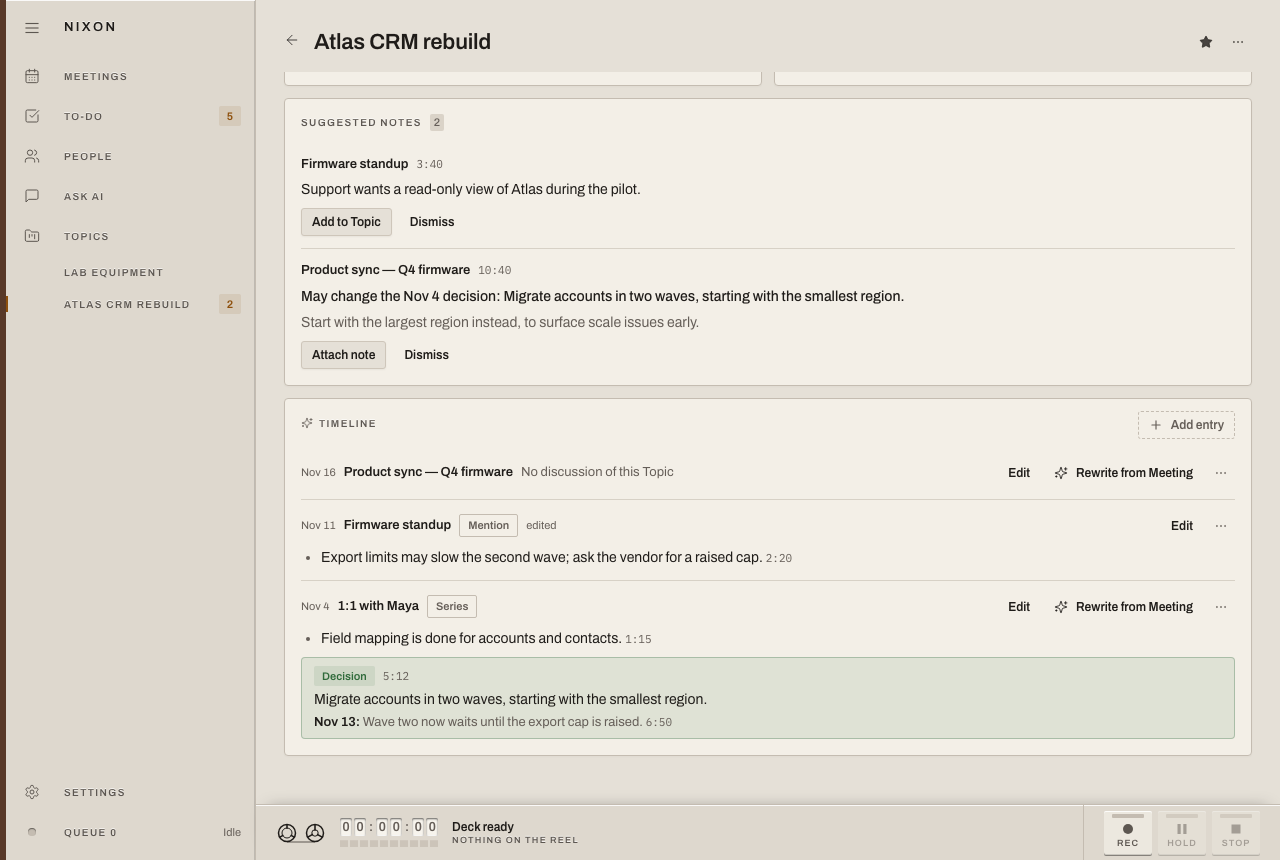 NIXON
MEETINGS
TO-DO 5
PEOPLE
ASK AI
TOPICS
LAB EQUIPMENT
ATLAS CRM REBUILD 2
SETTINGS
QUEUE 0 Idle
Atlas CRM rebuild
SUGGESTED NOTES 2
Firmware standup 3:40
Support wants a read-only view of Atlas during the pilot.
Add to Topic Dismiss
Product sync — Q4 firmware 10:40
May change the Nov 4 decision: Migrate accounts in two waves, starting with the smallest region.
Start with the largest region instead, to surface scale issues early.
Attach note Dismiss
TIMELINE Add entry
Nov 16 Product sync — Q4 firmware No discussion of this Topic Edit Rewrite from Meeting
Nov 11 Firmware standup Mention edited Edit
• Export limits may slow the second wave; ask the vendor for a raised cap. 2:20
Nov 4 1:1 with Maya Series Edit Rewrite from Meeting
• Field mapping is done for accounts and contacts. 1:15
Decision 5:12
Migrate accounts in two waves, starting with the smallest region.
Nov 13: Wave two now waits until the export cap is raised. 6:50
00:00:00 Deck ready
NOTHING ON THE REEL
REC HOLD STOP